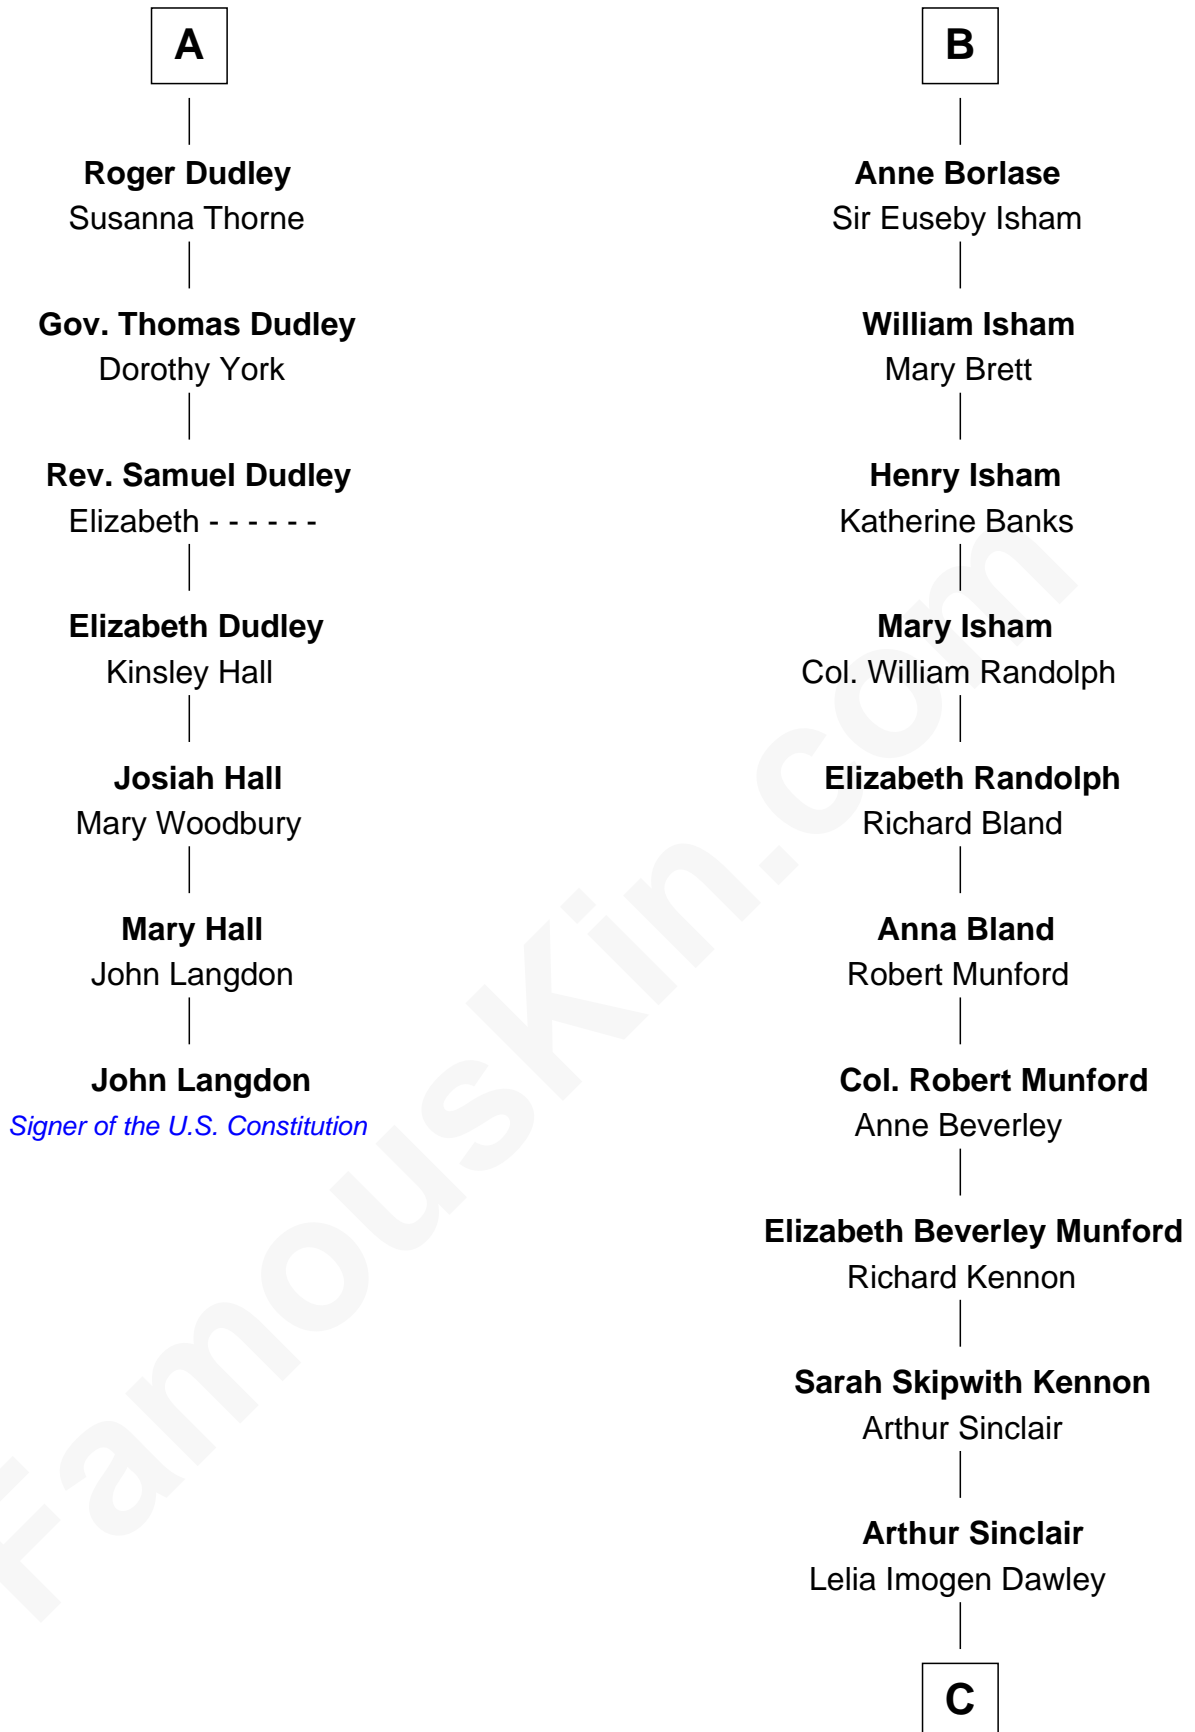 A
Roger Dudley
Susanna Thorne
Gov. Thomas Dudley
Dorothy York
Rev. Samuel Dudley
Elizabeth - - - - - -
Elizabeth Dudley
Kinsley Hall
Josiah Hall
Mary Woodbury
Mary Hall
John Langdon
John Langdon
Signer of the U.S. Constitution
B
Anne Borlase
Sir Euseby Isham
William Isham
Mary Brett
Henry Isham
Katherine Banks
Mary Isham
Col. William Randolph
Elizabeth Randolph
Richard Bland
Anna Bland
Robert Munford
Col. Robert Munford
Anne Beverley
Elizabeth Beverley Munford
Richard Kennon
Sarah Skipwith Kennon
Arthur Sinclair
Arthur Sinclair
Lelia Imogen Dawley
C
FamousKin.com